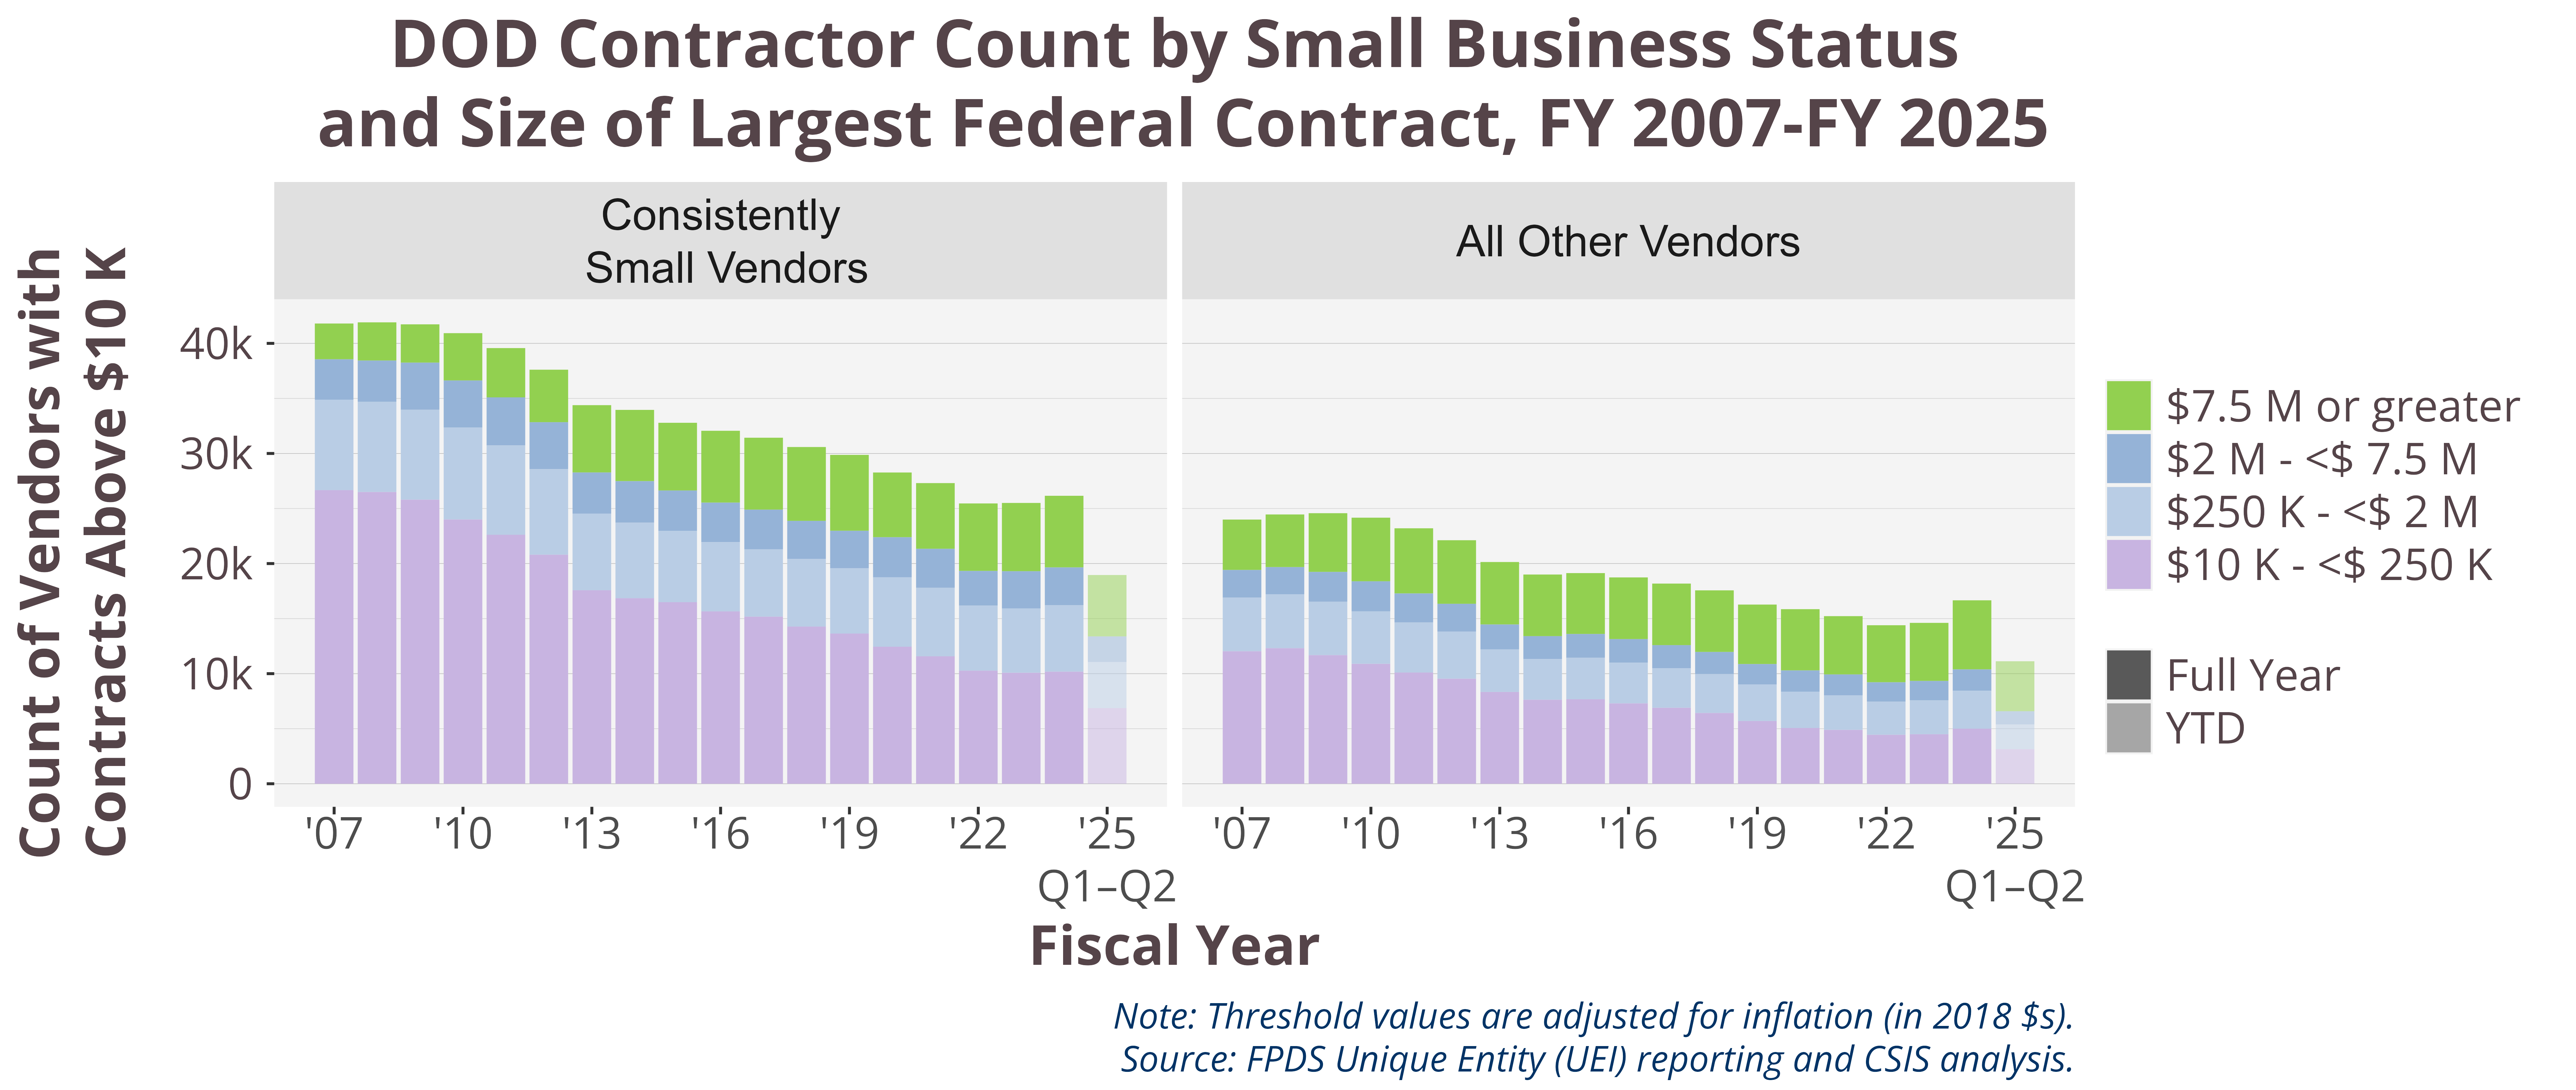 DOD Contractor Count by Small Business Status
and Size of Largest Federal Contract, FY 2007-FY 2025
Count of Vendors with
Contracts Above $10 K
Consistently
Small Vendors
All Other Vendors
40k
30k
20k
10k
0
'07 '10 '13 '16 '19 '22 '25
Q1–Q2
'07 '10 '13 '16 '19 '22 '25
Q1–Q2
Fiscal Year
$7.5 M or greater
$2 M - <$ 7.5 M
$250 K - <$ 2 M
$10 K - <$ 250 K
Full Year
YTD
Note: Threshold values are adjusted for inflation (in 2018 $s).
Source: FPDS Unique Entity (UEI) reporting and CSIS analysis.